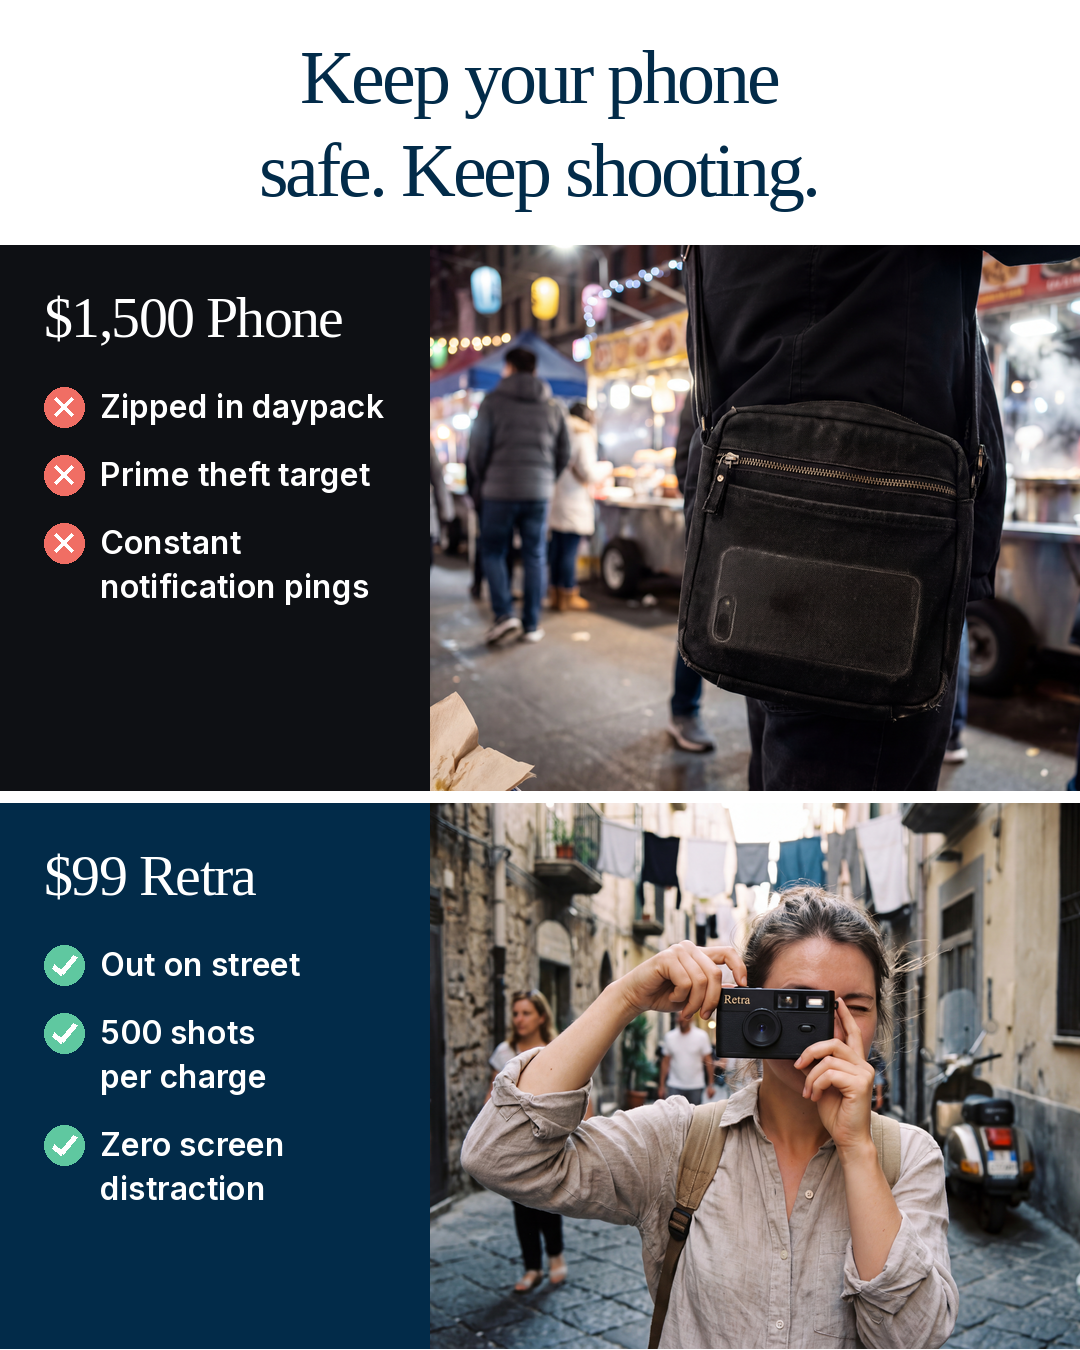 Keep your phone
safe. Keep shooting.
$1,500 Phone
Zipped in daypack
Prime theft target
Constant
notification pings
$99 Retra
Out on street
500 shots
per charge
Zero screen
distraction
Retra